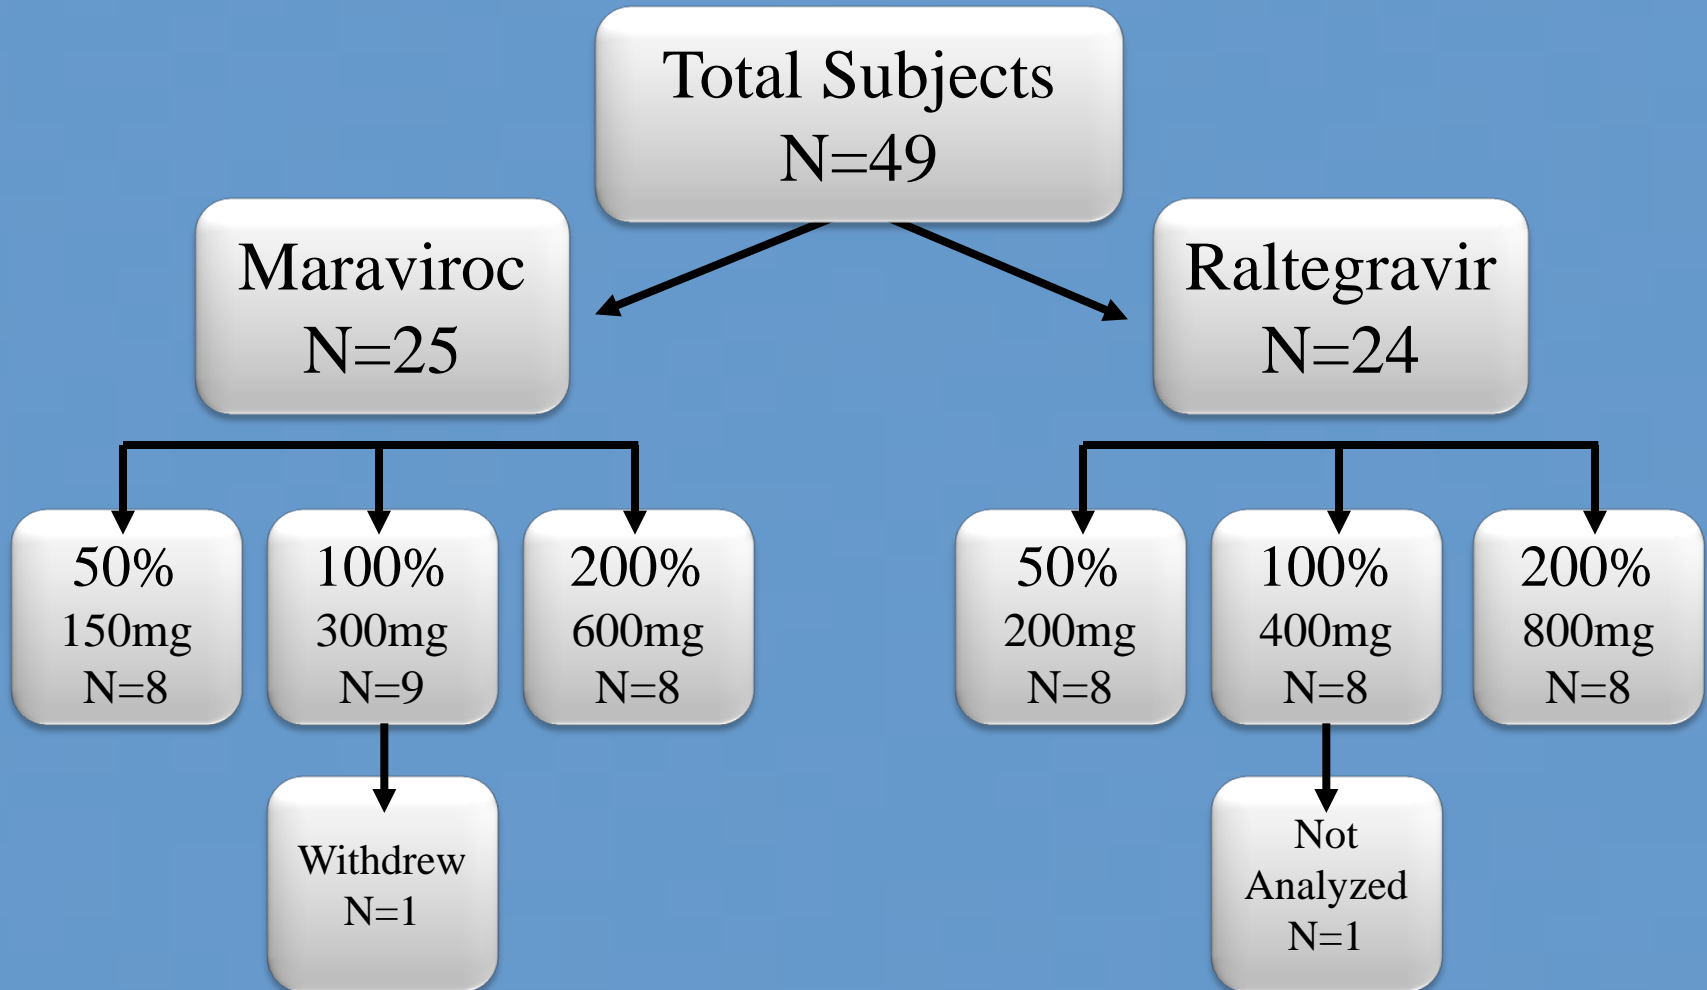 Total Subjects
N=49
Maraviroc
N=25
Raltegravir
N=24
50%
150mg
N=8
100%
300mg
N=9
200%
600mg
N=8
50%
200mg
N=8
100%
400mg
N=8
200%
800mg
N=8
Withdrew
N=1
Not
Analyzed
N=1